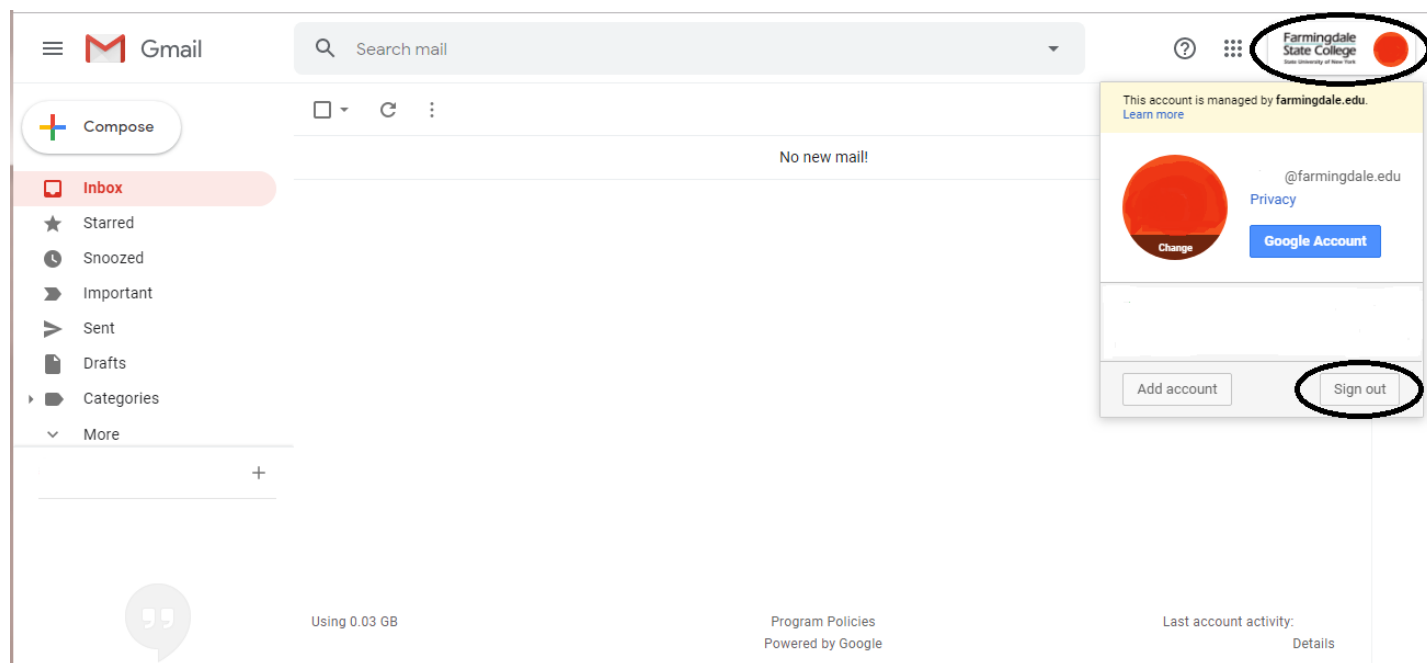 Gmail
Search mail
Farmingdale
State College
State University of New York
Compose
Inbox
Starred
Snoozed
Important
Sent
Drafts
Categories
More
No new mail!
This account is managed by farmingdale.edu.
Learn more
@farmingdale.edu
Privacy
Change
Google Account
Add account
Sign out
Using 0.03 GB
Program Policies
Powered by Google
Last account activity:
Details